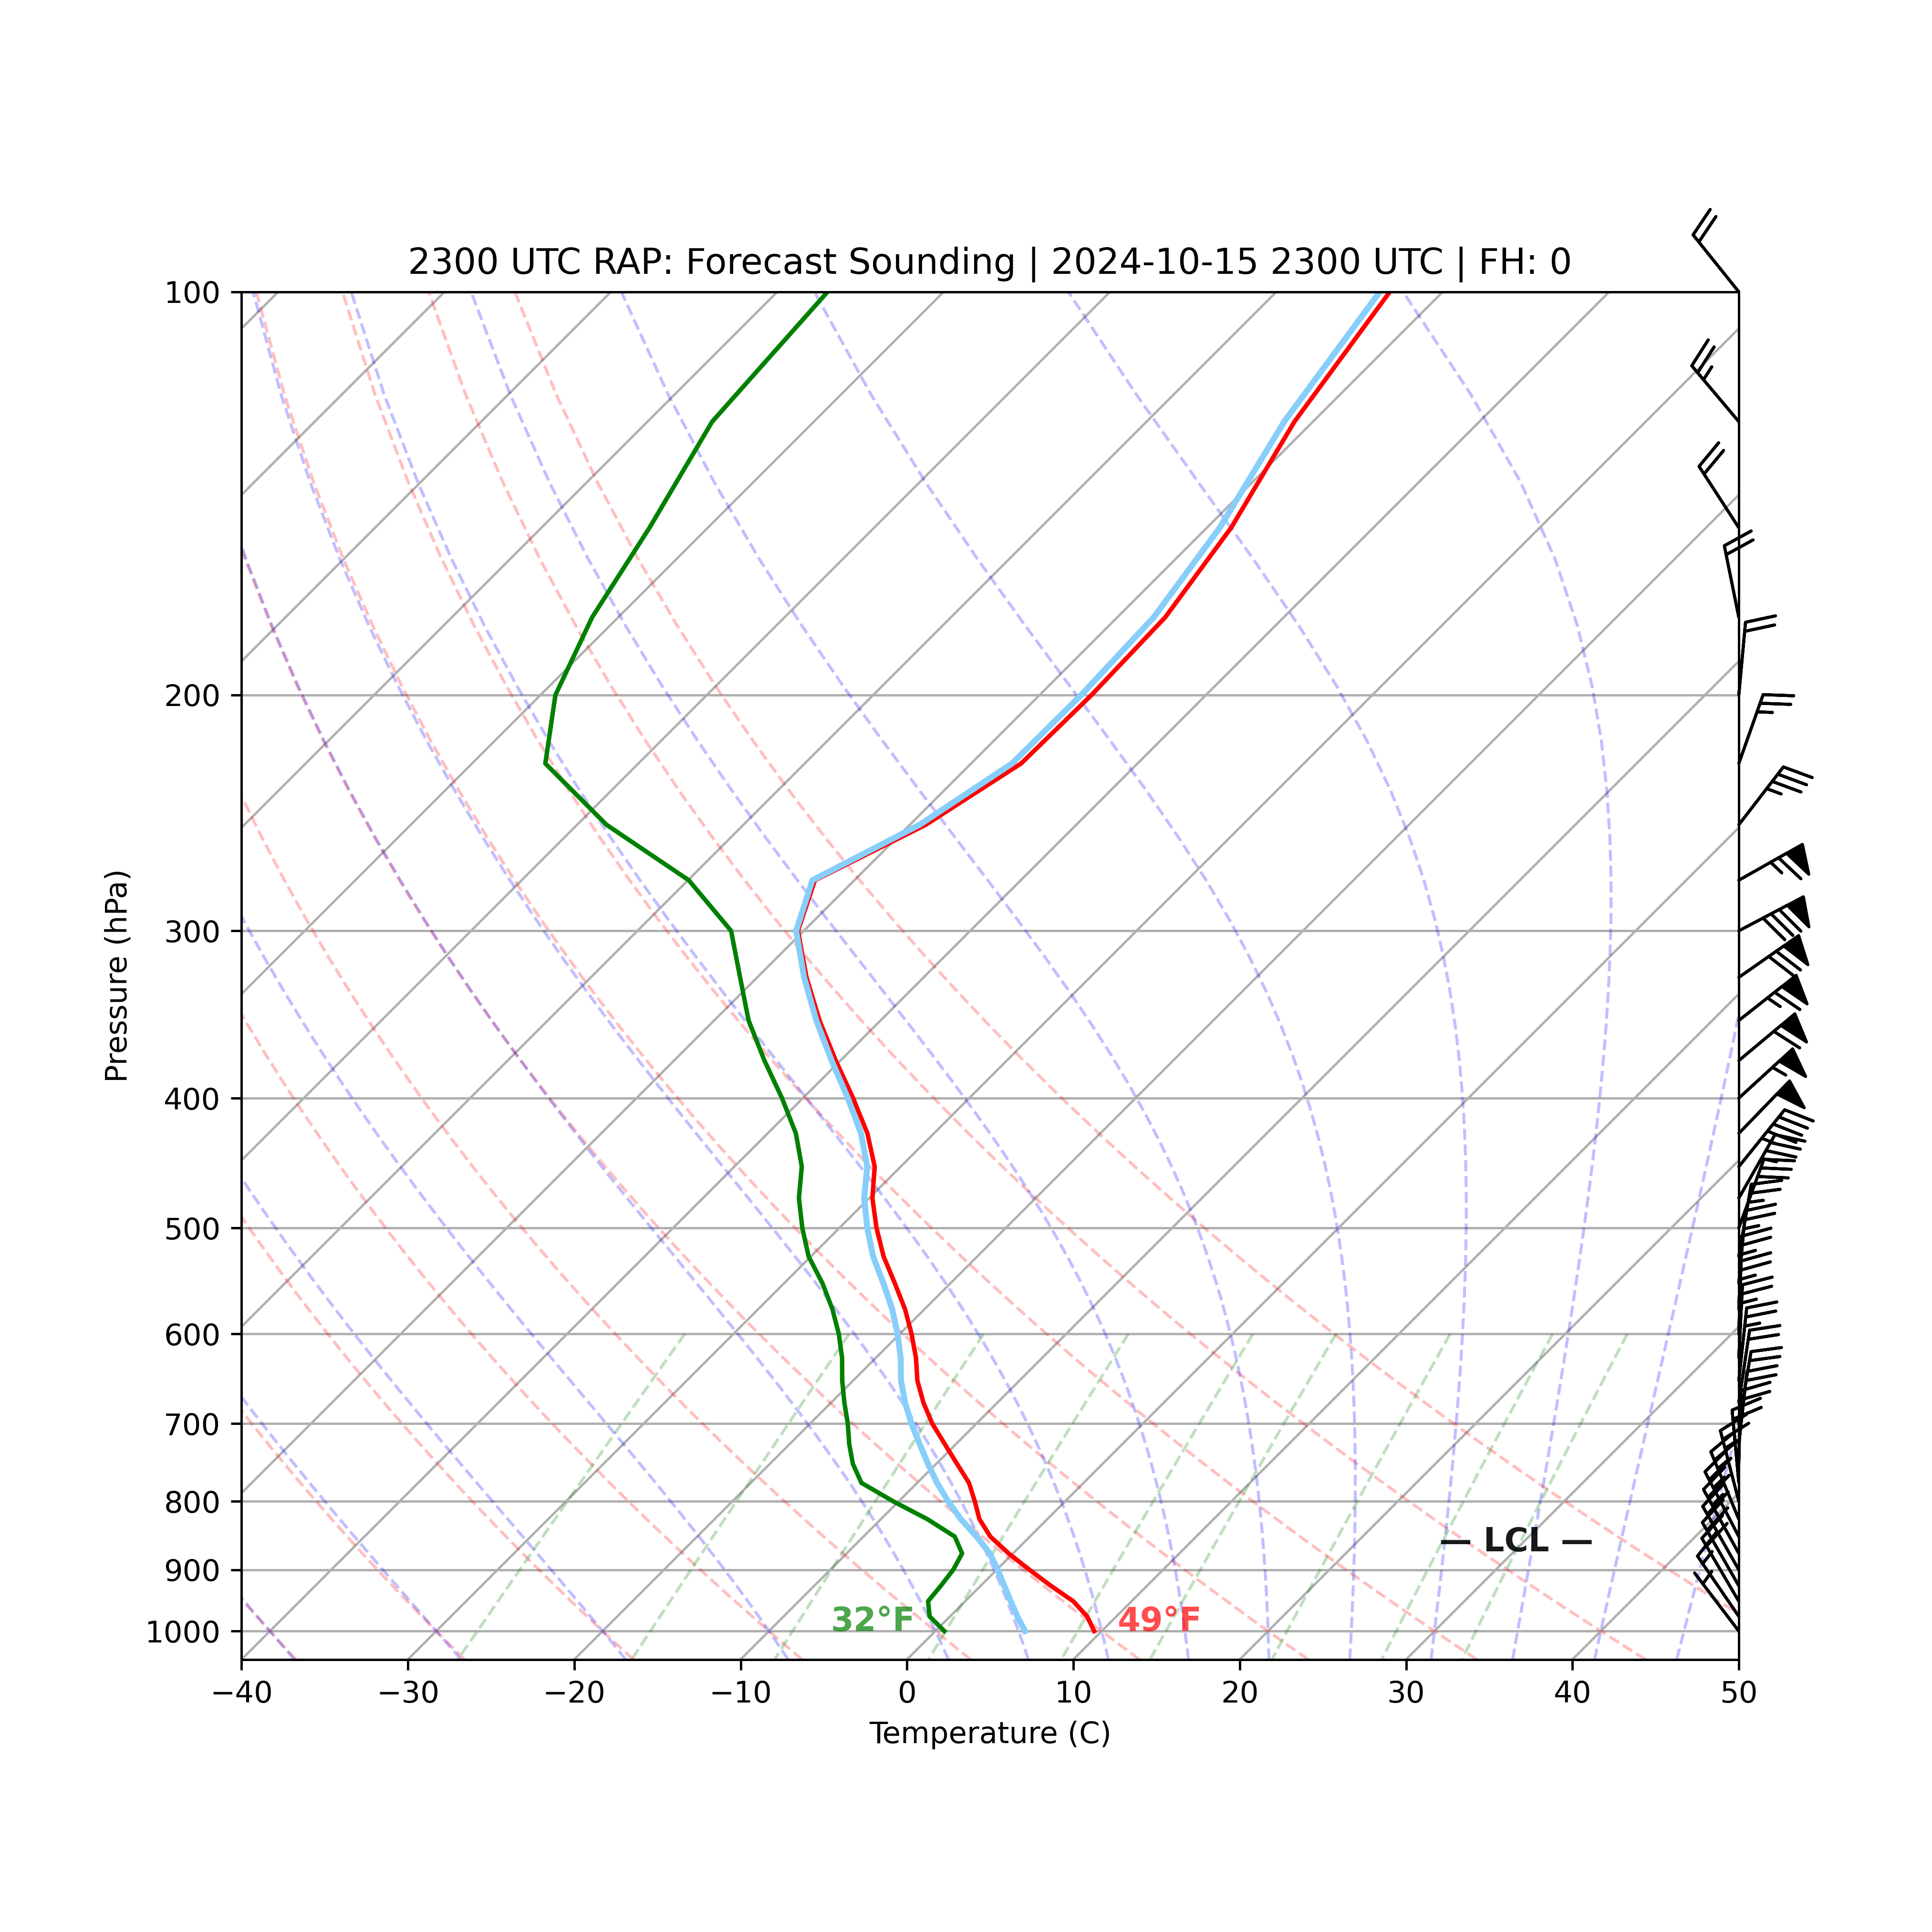 2300 UTC RAP: Forecast Sounding | 2024-10-15 2300 UTC | FH: 0
100
200
300
400
500
600
700
800
900
1000
Pressure (hPa)
— LCL —
32°F
49°F
−40 −30 −20 −10 0 10 20 30 40 50
Temperature (C)